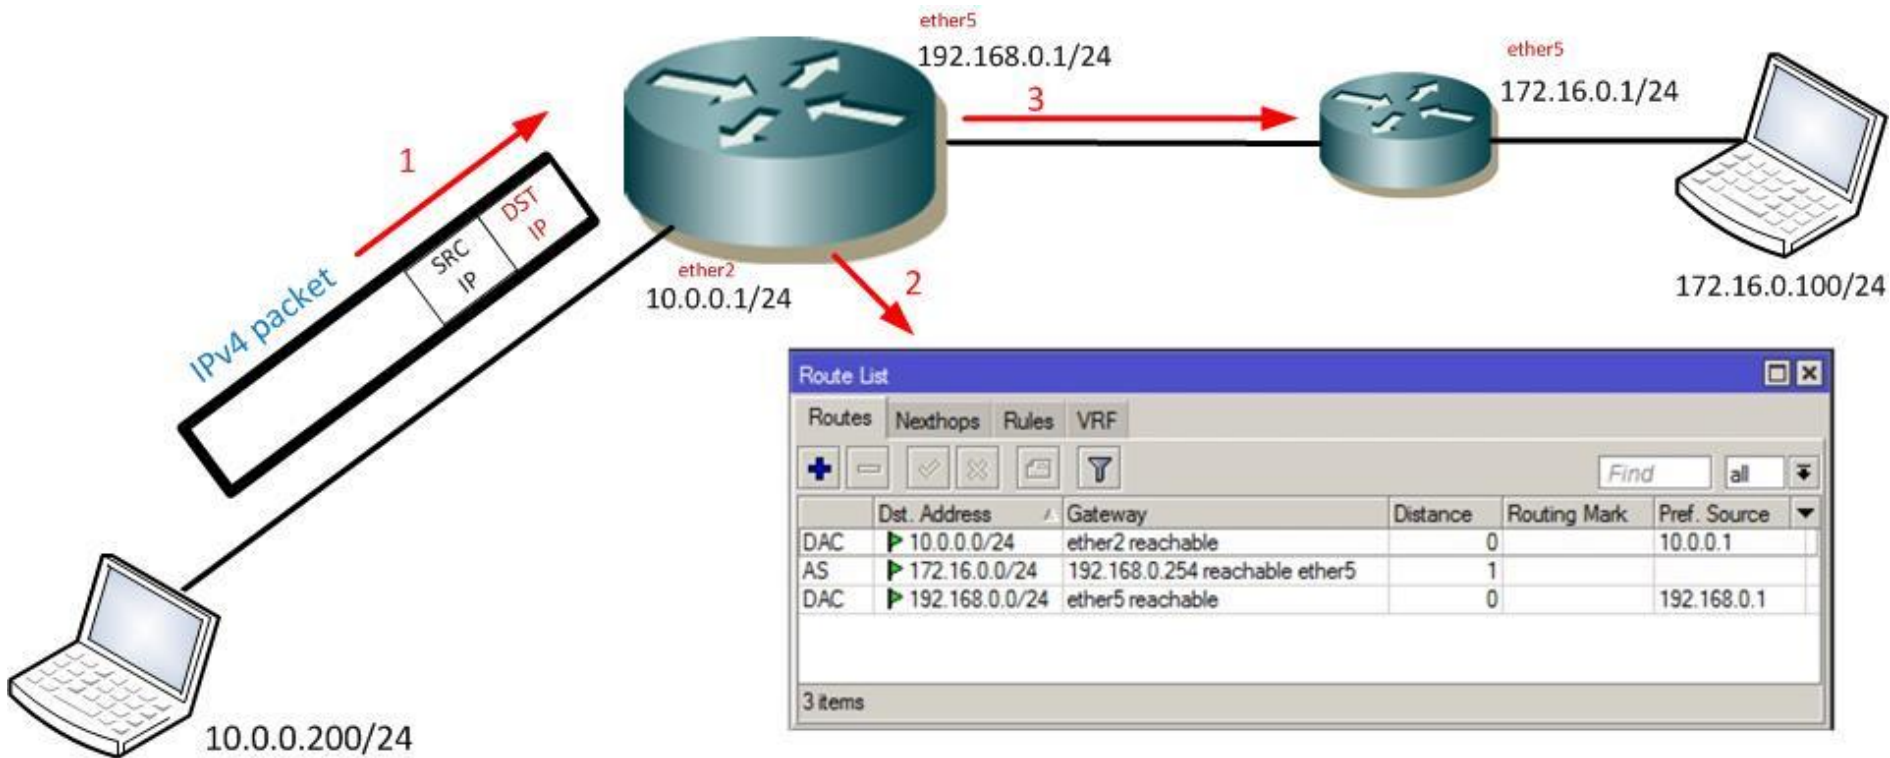 ether5
192.168.0.1/24
ether5
172.16.0.1/24
3
1
DST
IP
SRC
IP
IPv4 packet
ether2
10.0.0.1/24
2
172.16.0.100/24
Route List
Routes Nexthops Rules VRF
Find all
Dst. Address Gateway Distance Routing Mark Pref. Source
DAC 10.0.0.0/24 ether2 reachable 0 10.0.0.1
AS 172.16.0.0/24 192.168.0.254 reachable ether5 1
DAC 192.168.0.0/24 ether5 reachable 0 192.168.0.1
3 items
10.0.0.200/24